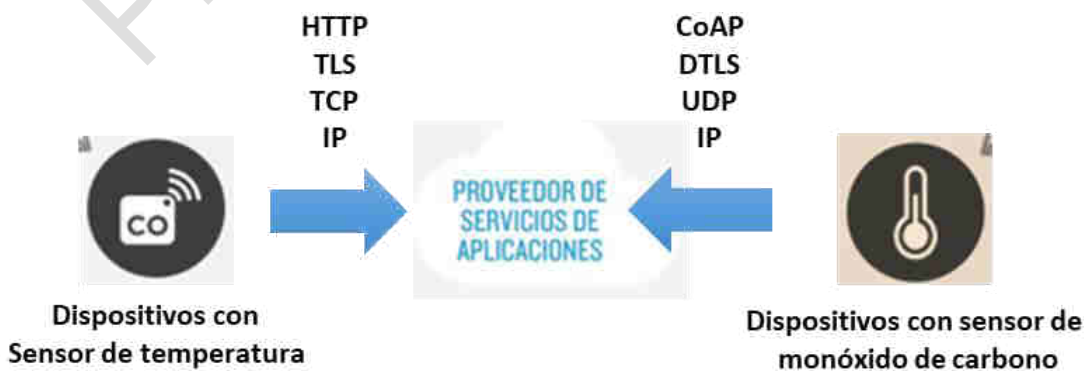 HTTP
TLS
TCP
IP
CoAP
DTLS
UDP
IP
CO
PROVEEDOR DE
SERVICIOS DE
APLICACIONES
Dispositivos con
Sensor de temperatura
Dispositivos con sensor de
monóxido de carbono